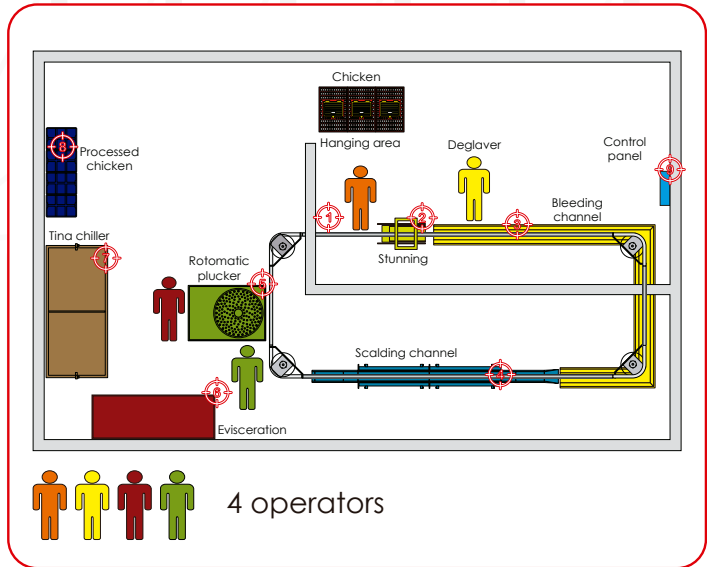 Chicken
Hanging area
Deglaver
Control
panel
8
Processed
chicken
9
1
2
3
Bleeding
channel
Stunning
Tina chiller
7
Rotomatic
plucker
5
Scalding channel
4
6
Evisceration
4 operators